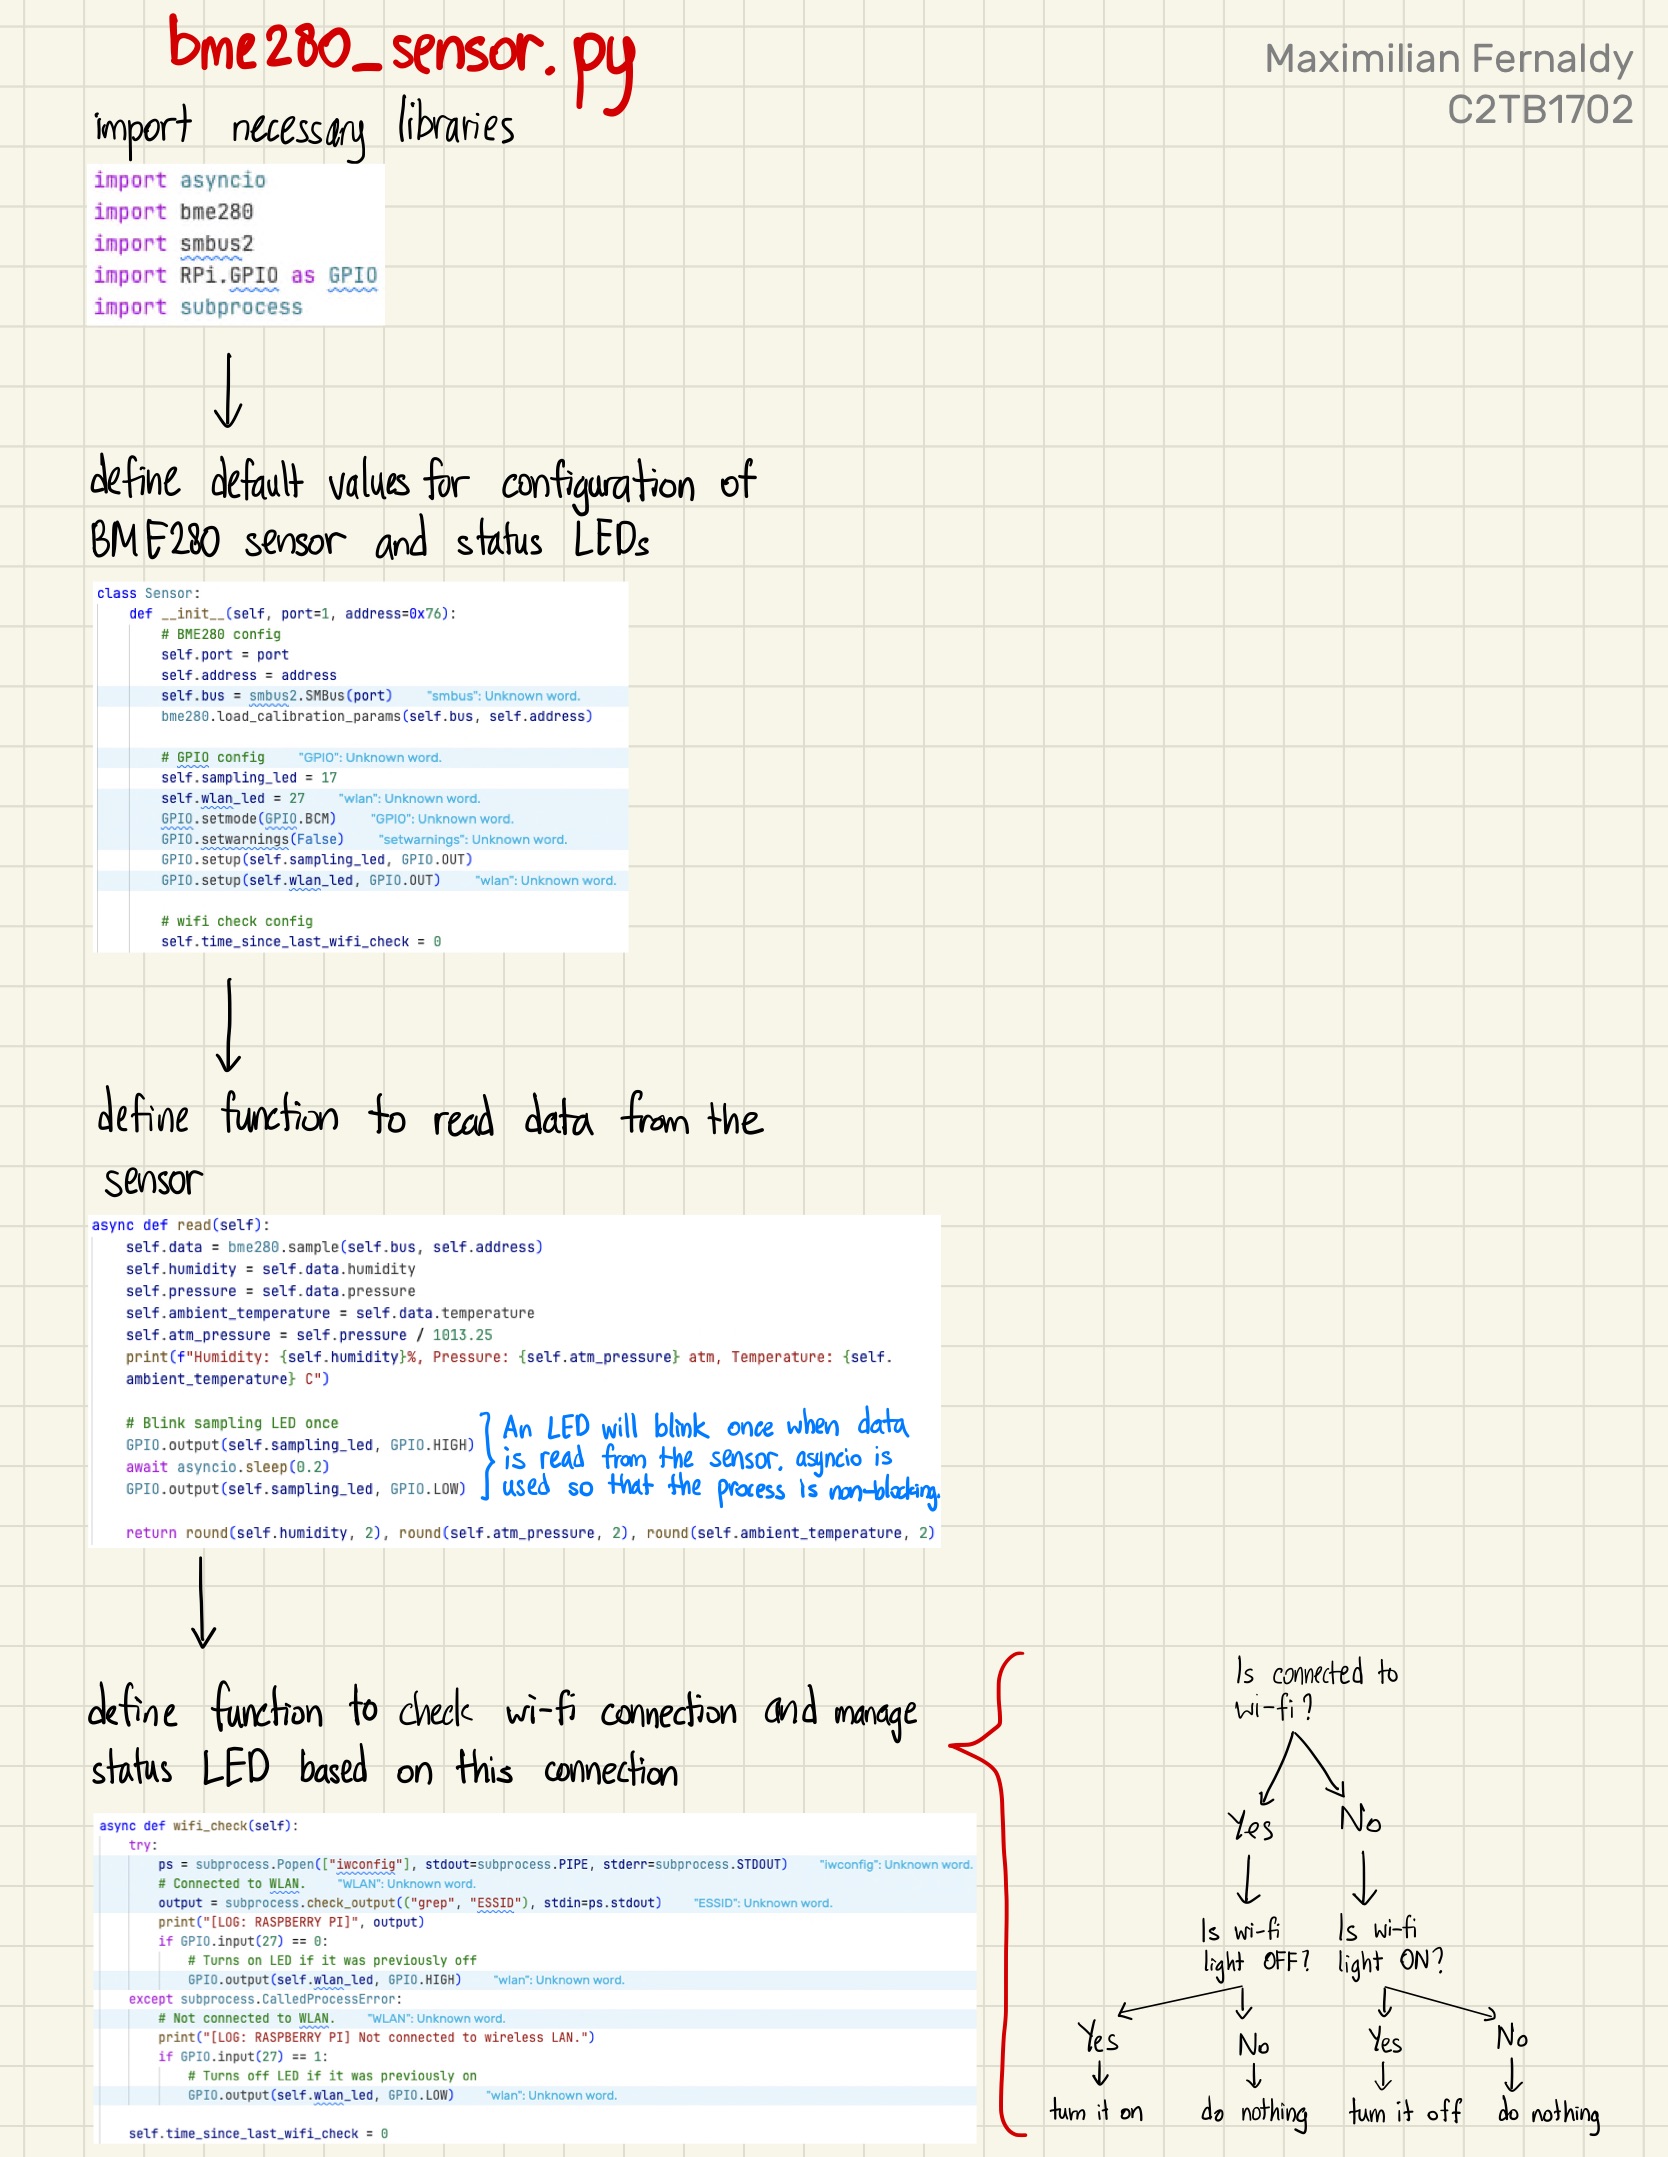 bme280_sensor.py
Maximilian Fernaldy
C2TB1702
import necessary libraries
import asyncio
import bme280
import smbus2
import RPi.GPIO as GPIO
import subprocess
define default values for configuration of
BME280 sensor and status LEDs
class Sensor:
def __init__(self, port=1, address=0x76):
# BME280 config
self.port = port
self.address = address
self.bus = smbus2.SMBus(port) "smbus": Unknown word.
bme280.load_calibration_params(self.bus, self.address)
# GPIO config "GPIO": Unknown word.
self.sampling_led = 17
self.wlan_led = 27 "wlan": Unknown word.
GPIO.setmode(GPIO.BCM) "GPIO": Unknown word.
GPIO.setwarnings(False) "setwarnings": Unknown word.
GPIO.setup(self.sampling_led, GPIO.OUT)
GPIO.setup(self.wlan_led, GPIO.OUT) "wlan": Unknown word.
# wifi check config
self.time_since_last_wifi_check = 0
define function to read data from the
sensor
async def read(self):
self.data = bme280.sample(self.bus, self.address)
self.humidity = self.data.humidity
self.pressure = self.data.pressure
self.ambient_temperature = self.data.temperature
self.atm_pressure = self.pressure / 1013.25
print(f"Humidity: {self.humidity}%, Pressure: {self.atm_pressure} atm, Temperature: {self.
ambient_temperature} C")
# Blink sampling LED once
GPIO.output(self.sampling_led, GPIO.HIGH)
await asyncio.sleep(0.2)
GPIO.output(self.sampling_led, GPIO.LOW)
An LED will blink once when data
is read from the sensor. asyncio is
used so that the process is non-blocking.
return round(self.humidity, 2), round(self.atm_pressure, 2), round(self.ambient_temperature, 2)
define function to check wi-fi connection and manage
status LED based on this connection
async def wifi_check(self):
try:
ps = subprocess.Popen(["iwconfig"], stdout=subprocess.PIPE, stderr=subprocess.STDOUT) "iwconfig": Unknown word.
# Connected to WLAN. "WLAN": Unknown word.
output = subprocess.check_output(("grep", "ESSID"), stdin=ps.stdout) "ESSID": Unknown word.
print("[LOG: RASPBERRY PI]", output)
if GPIO.input(27) == 0:
# Turns on LED if it was previously off
GPIO.output(self.wlan_led, GPIO.HIGH) "wlan": Unknown word.
except subprocess.CalledProcessError:
# Not connected to WLAN. "WLAN": Unknown word.
print("[LOG: RASPBERRY PI] Not connected to wireless LAN.")
if GPIO.input(27) == 1:
# Turns off LED if it was previously on
GPIO.output(self.wlan_led, GPIO.LOW) "wlan": Unknown word.
self.time_since_last_wifi_check = 0
Is connected to
wi-fi?
Yes No
Is wi-fi
light OFF?
Is wi-fi
light ON?
Yes No Yes No
turn it on do nothing turn it off do nothing